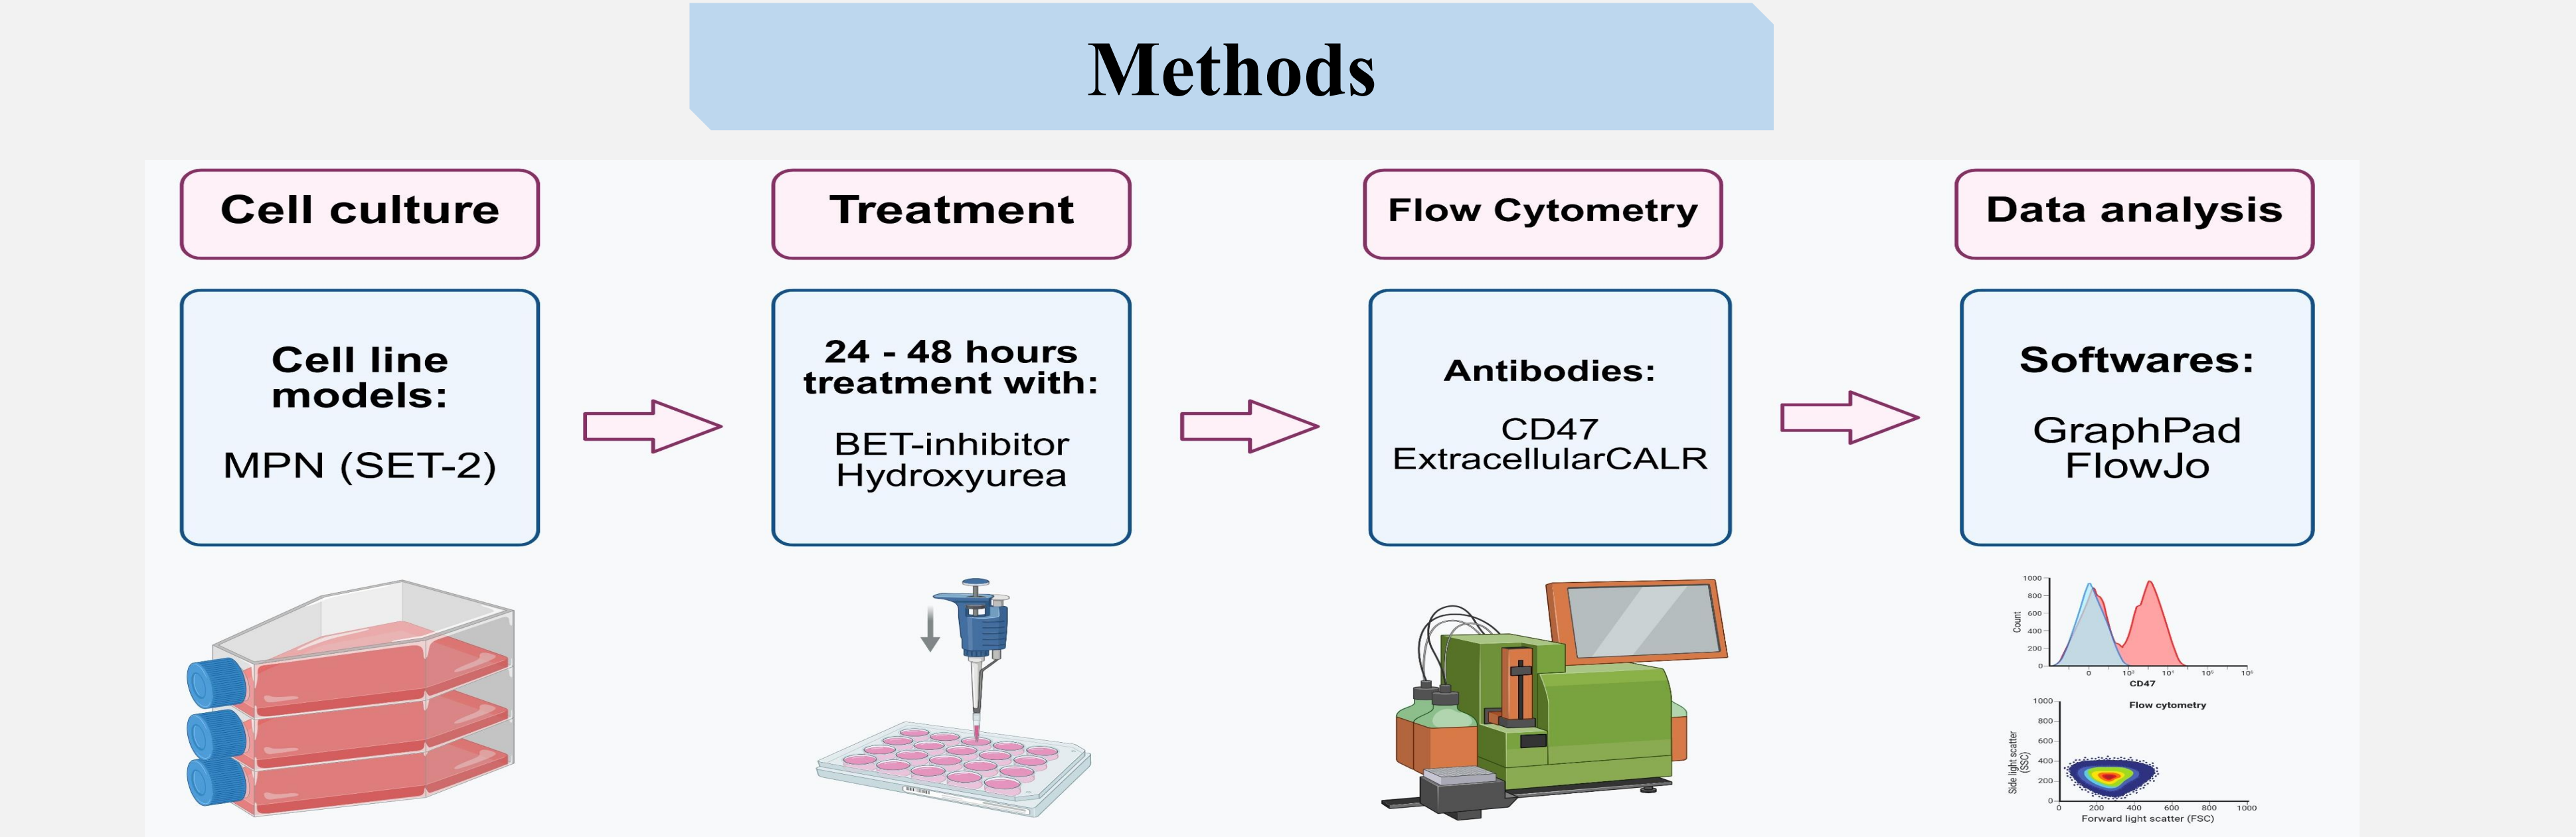 Methods
Cell culture
Treatment
Flow Cytometry
Data analysis
Cell line
models:
MPN (SET-2)
24 - 48 hours
treatment with:
BET-inhibitor
Hydroxyurea
Antibodies:
CD47
ExtracellularCALR
Softwares:
GraphPad
FlowJo
1000
800
600
400
200
0
Count
0
CD47
Flow cytometry
1000
800
600
400
200
0
Side light scatter
(SSC)
0 200 400 600 800 1000
Forward light scatter (FSC)